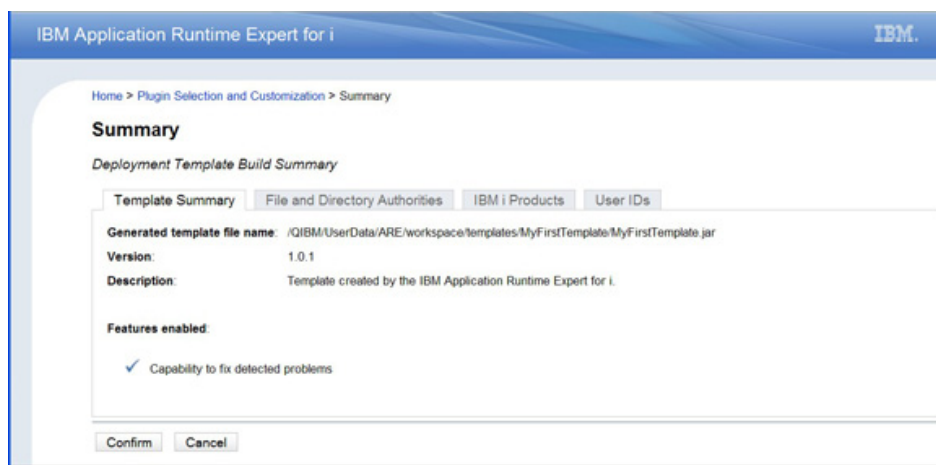 IBM Application Runtime Expert for i
IBM.
Home > Plugin Selection and Customization > Summary
Summary
Deployment Template Build Summary
Template Summary File and Directory Authorities IBM i Products User IDs
Generated template file name: /QIBM/UserData/ARE/workspace/templates/MyFirstTemplate/MyFirstTemplate.jar
Version: 1.0.1
Description: Template created by the IBM Application Runtime Expert for i.
Features enabled:
Capability to fix detected problems
Confirm Cancel